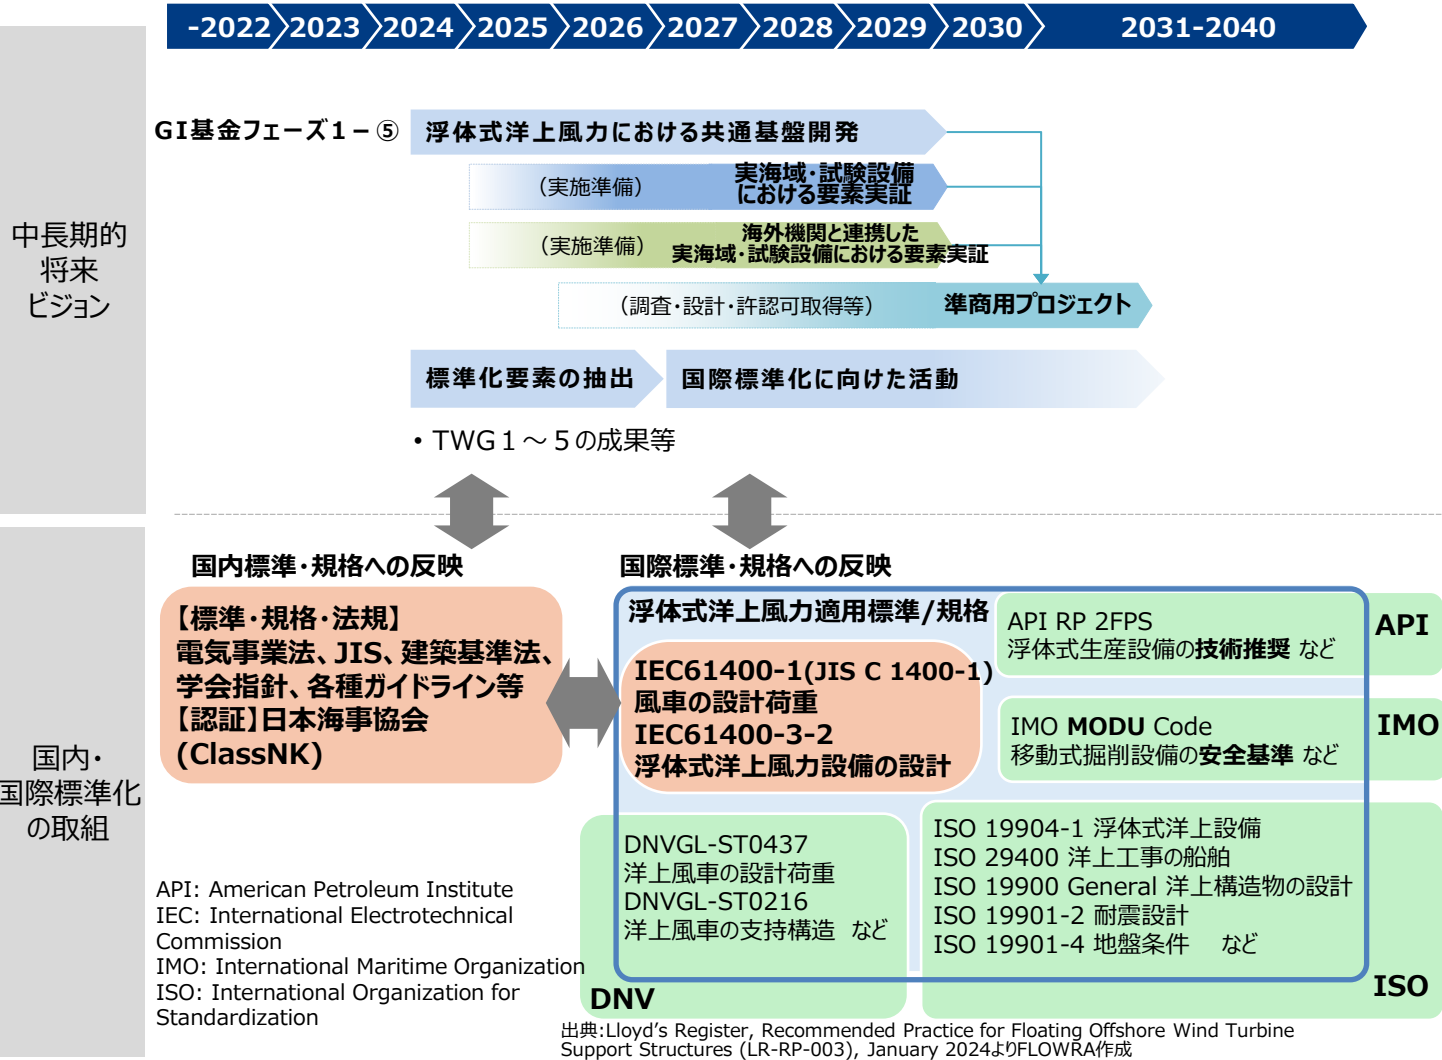 -2022 2023 2024 2025 2026 2027 2028 2029 2030 2031-2040
中長期的
将来
ビジョン
GI基金フェーズ1－⑤
浮体式洋上風力における共通基盤開発
（実施準備）
実海域・試験設備
における要素実証
（実施準備）
海外機関と連携した
実海域・試験設備における要素実証
（調査・設計・許認可取得等）
準商用プロジェクト
標準化要素の抽出
国際標準化に向けた活動
• TWG１～５の成果等
国内・
国際標準化
の取組
国内標準・規格への反映
【標準・規格・法規】
電気事業法、JIS、建築基準法、
学会指針、各種ガイドライン等
【認証】日本海事協会
(ClassNK)
国際標準・規格への反映
浮体式洋上風力適用標準/規格
IEC61400-1(JIS C 1400-1)
風車の設計荷重
IEC61400-3-2
浮体式洋上風力設備の設計
API RP 2FPS
浮体式生産設備の技術推奨 など
API
IMO MODU Code
移動式掘削設備の安全基準 など
IMO
DNVGL-ST0437
洋上風車の設計荷重
DNVGL-ST0216
洋上風車の支持構造 など
DNV
ISO 19904-1 浮体式洋上設備
ISO 29400 洋上工事の船舶
ISO 19900 General 洋上構造物の設計
ISO 19901-2 耐震設計
ISO 19901-4 地盤条件 など
ISO
API: American Petroleum Institute
IEC: International Electrotechnical
Commission
IMO: International Maritime Organization
ISO: International Organization for
Standardization
出典:Lloyd’s Register, Recommended Practice for Floating Offshore Wind Turbine
Support Structures (LR-RP-003), January 2024よりFLOWRA作成